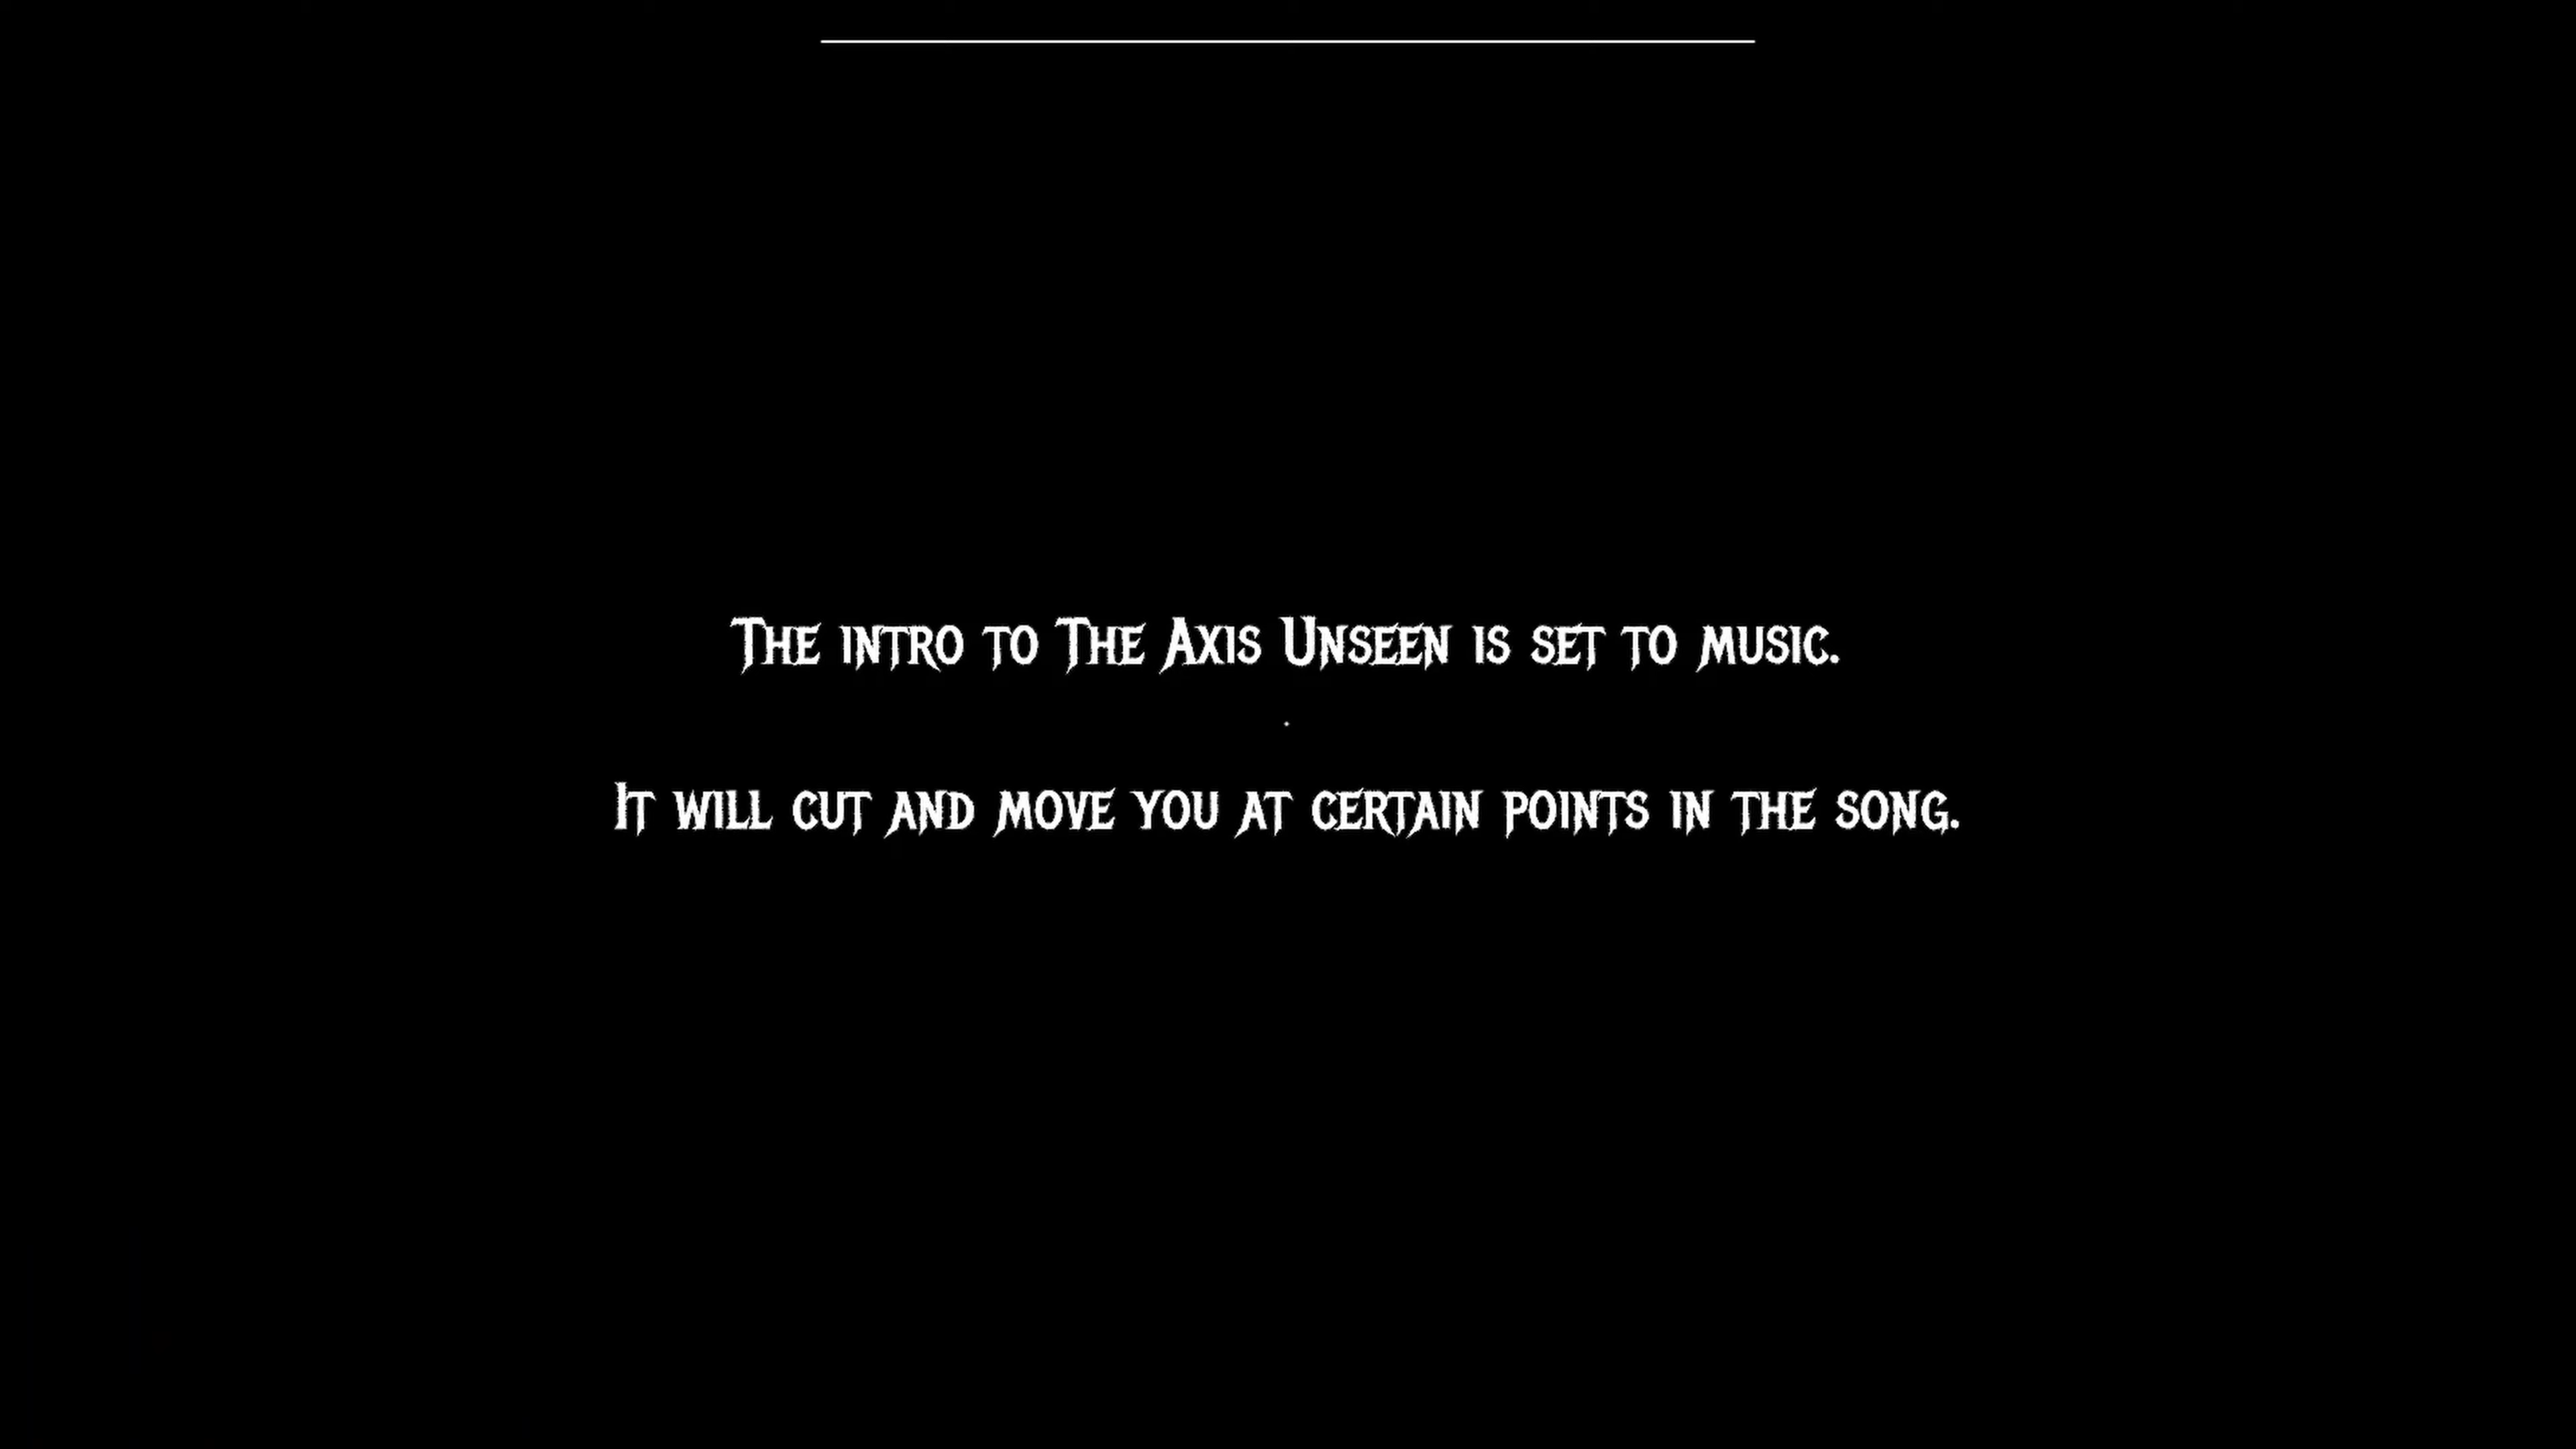 The intro to The Axis Unseen is set to music.
It will cut and move you at certain points in the song.